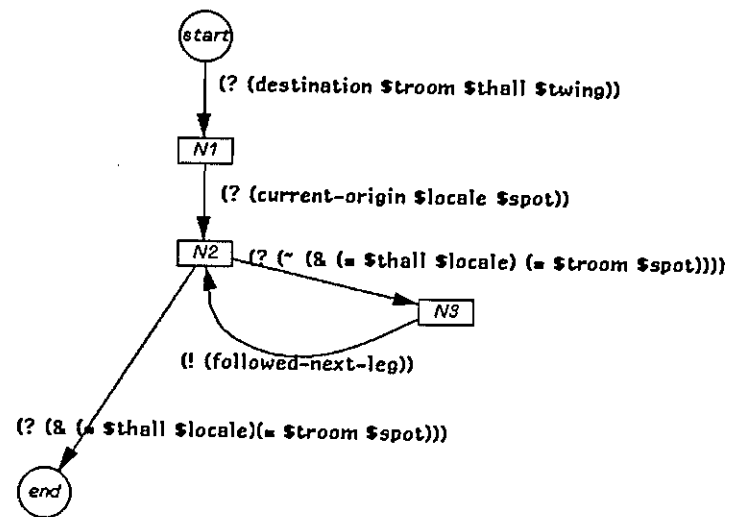 start
(? (destination $troom $thall $twing))
N1
(? (current-origin $locale $spot))
N2
(? (~ (& (= $thall $locale) (= $troom $spot))))
N3
(! (followed-next-leg))
(? (& (= $thall $locale)(= $troom $spot)))
end